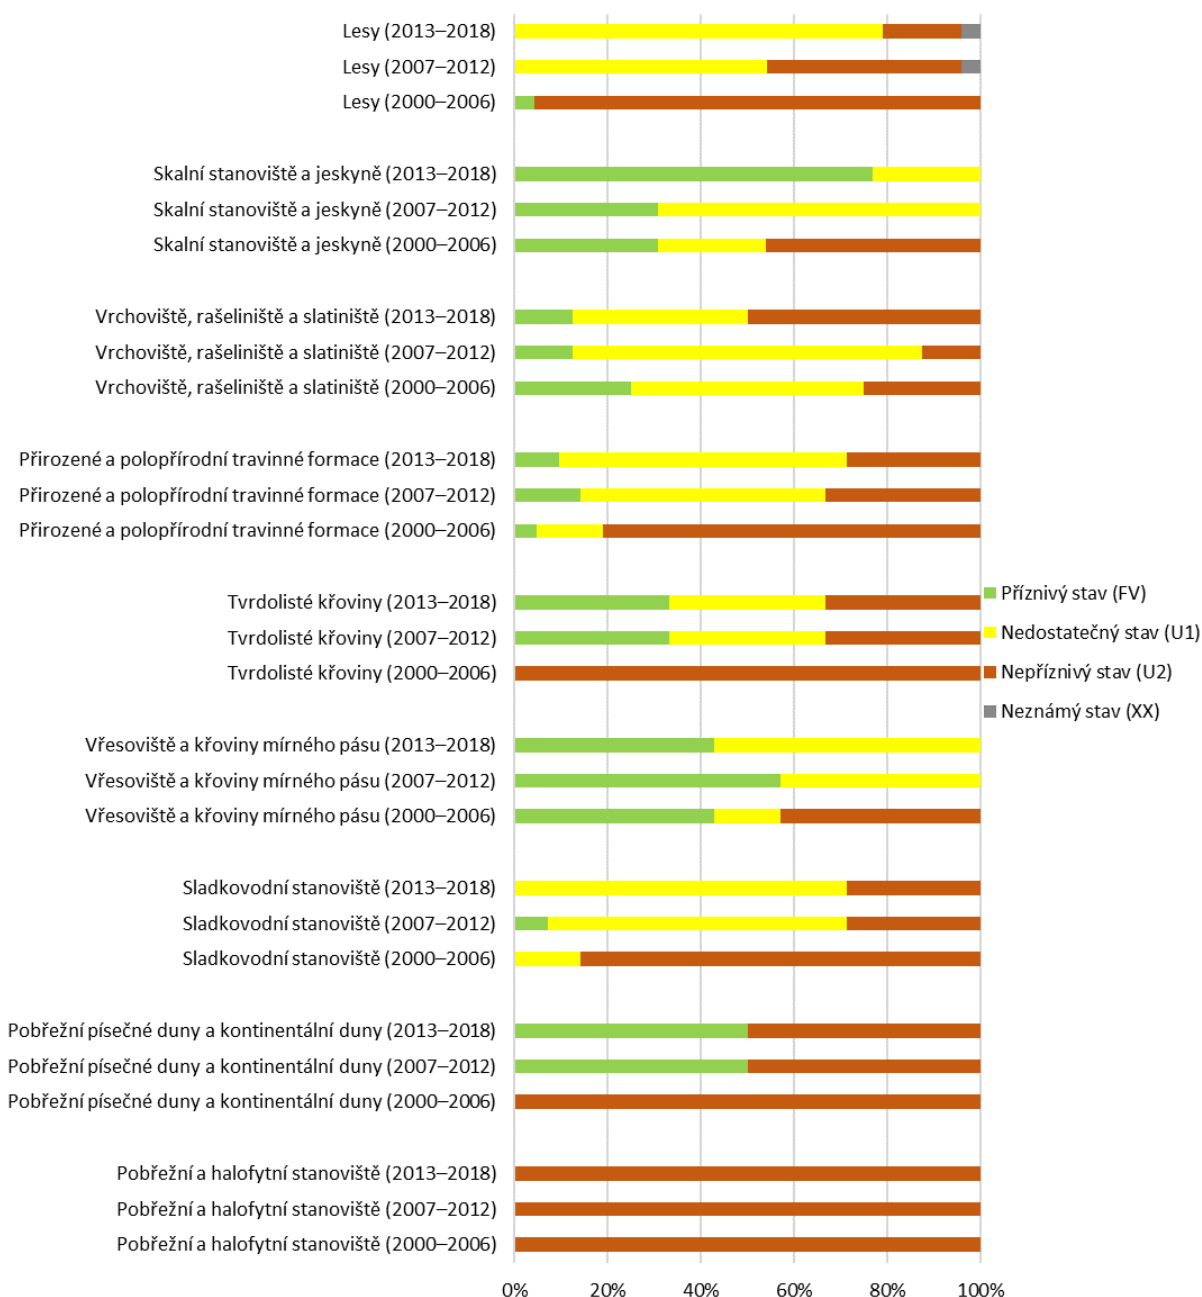 Lesy (2013–2018)
Lesy (2007–2012)
Lesy (2000–2006)
Skalní stanoviště a jeskyně (2013–2018)
Skalní stanoviště a jeskyně (2007–2012)
Skalní stanoviště a jeskyně (2000–2006)
Vrchoviště, rašeliniště a slatiniště (2013–2018)
Vrchoviště, rašeliniště a slatiniště (2007–2012)
Vrchoviště, rašeliniště a slatiniště (2000–2006)
Přirozené a polopřírodní travinné formace (2013–2018)
Přirozené a polopřírodní travinné formace (2007–2012)
Přirozené a polopřírodní travinné formace (2000–2006)
Tvrdolisté křoviny (2013–2018)
Tvrdolisté křoviny (2007–2012)
Tvrdolisté křoviny (2000–2006)
Vřesoviště a křoviny mírného pásu (2013–2018)
Vřesoviště a křoviny mírného pásu (2007–2012)
Vřesoviště a křoviny mírného pásu (2000–2006)
Sladkovodní stanoviště (2013–2018)
Sladkovodní stanoviště (2007–2012)
Sladkovodní stanoviště (2000–2006)
Pobřežní písečné duny a kontinentální duny (2013–2018)
Pobřežní písečné duny a kontinentální duny (2007–2012)
Pobřežní písečné duny a kontinentální duny (2000–2006)
Pobřežní a halofytní stanoviště (2013–2018)
Pobřežní a halofytní stanoviště (2007–2012)
Pobřežní a halofytní stanoviště (2000–2006)
0% 20% 40% 60% 80% 100%
Příznivý stav (FV)
Nedostatečný stav (U1)
Nepříznivý stav (U2)
Neznámý stav (XX)